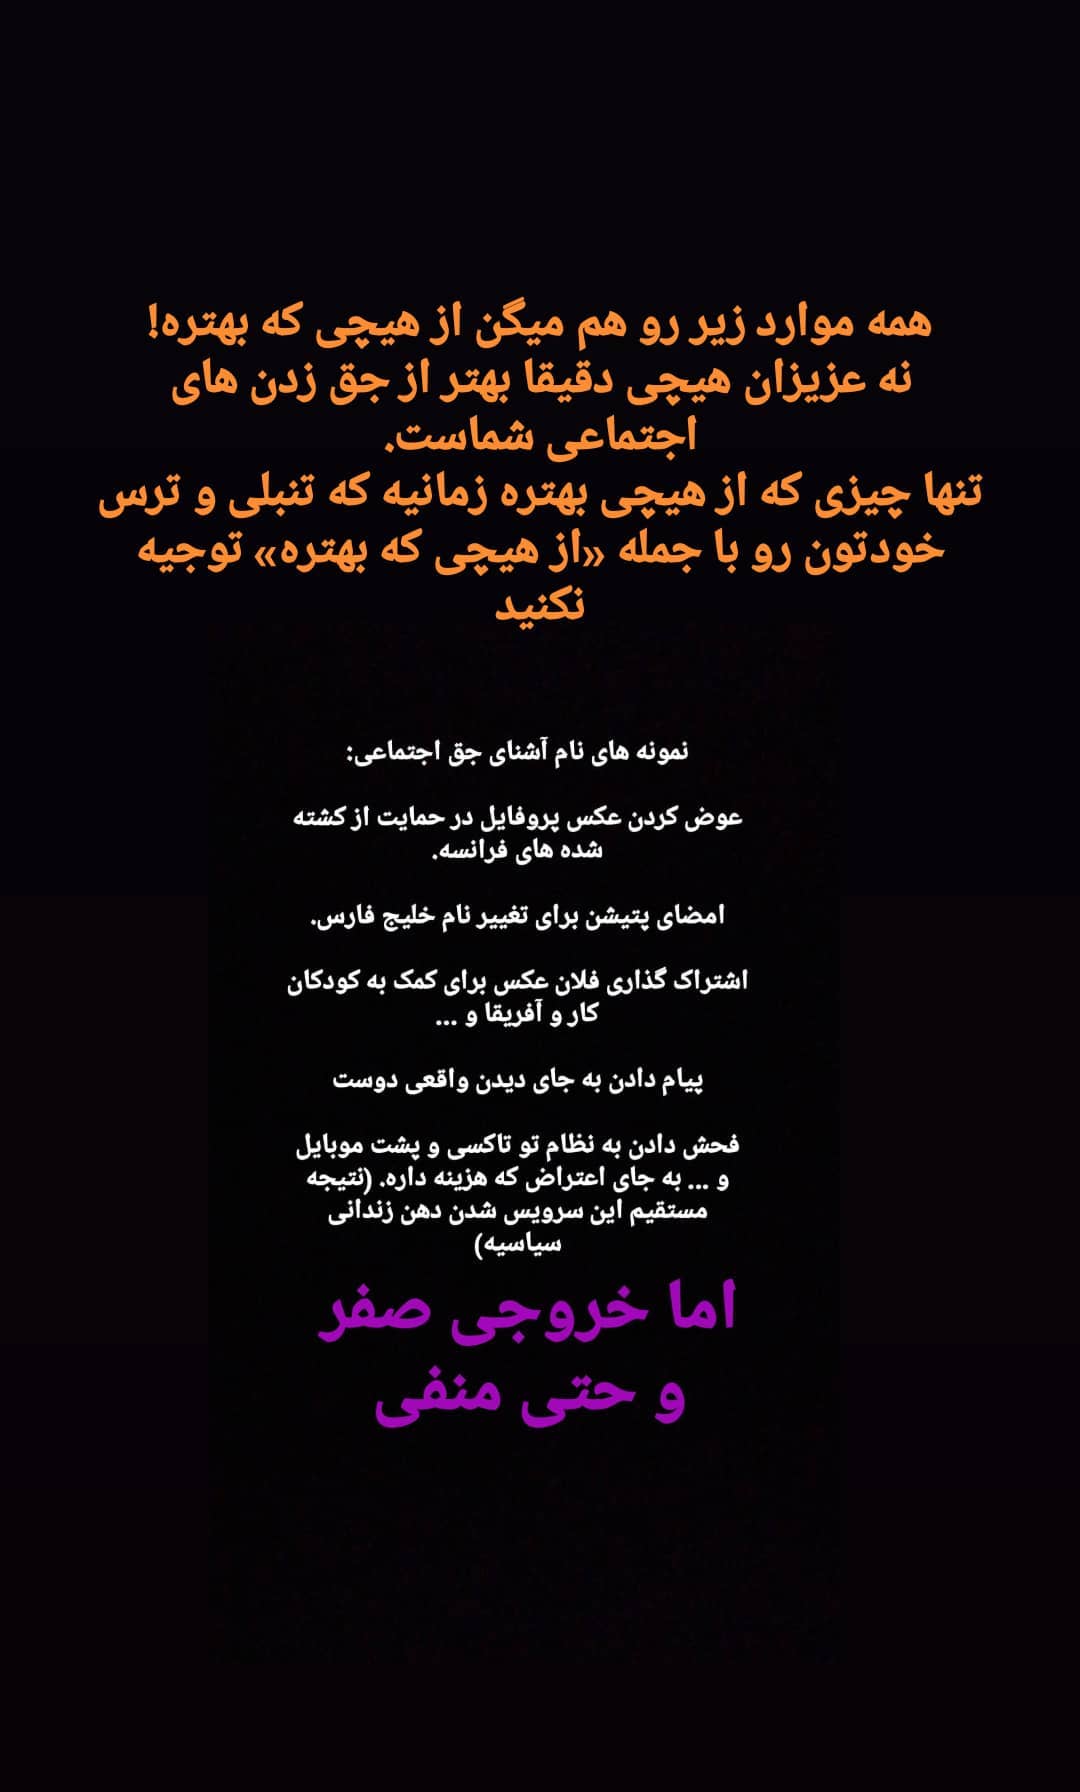 همه موارد زیر رو هم میگن از هیچی که بهتره!
نه عزیزان هیچی دقیقا بهتر از جق زدن های
اجتماعی شماست.
تنها چیزی که از هیچی بهتره زمانیه که تنبلی و ترس
خودتون رو با جمله «از هیچی که بهتره» توجیه
نکنید
نمونه های نام آشنای جق اجتماعی:
عوض کردن عکس پروفایل در حمایت از کشته
شده های فرانسه.
امضای پتیشن برای تغییر نام خلیج فارس.
اشتراک گذاری فلان عکس برای کمک به کودکان
کار و آفریقا و ...
پیام دادن به جای دیدن واقعی دوست
فحش دادن به نظام تو تاکسی و پشت موبایل
و ... به جای اعتراض که هزینه داره. (نتیجه
مستقیم این سرویس شدن دهن زندانی
سیاسیه)
اما خروجی صفر
و حتی منفی